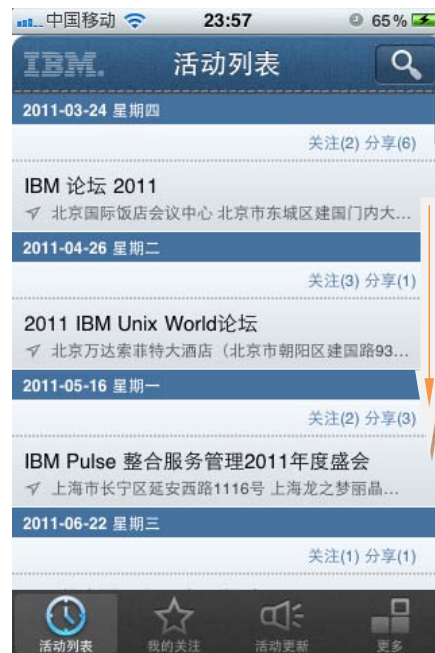 中国移动 23:57 65%
IBM. 活动列表
2011-03-24 星期四
关注(2) 分享(6)
IBM 论坛 2011
北京国际饭店会议中心 北京市东城区建国门内大...
2011-04-26 星期二
关注(3) 分享(1)
2011 IBM Unix World论坛
北京万达索菲特大酒店（北京市朝阳区建国路93...
2011-05-16 星期一
关注(2) 分享(3)
IBM Pulse 整合服务管理2011年度盛会
上海市长宁区延安西路1116号 上海龙之梦丽晶...
2011-06-22 星期三
关注(1) 分享(1)
活动列表 我的关注 活动更新 更多